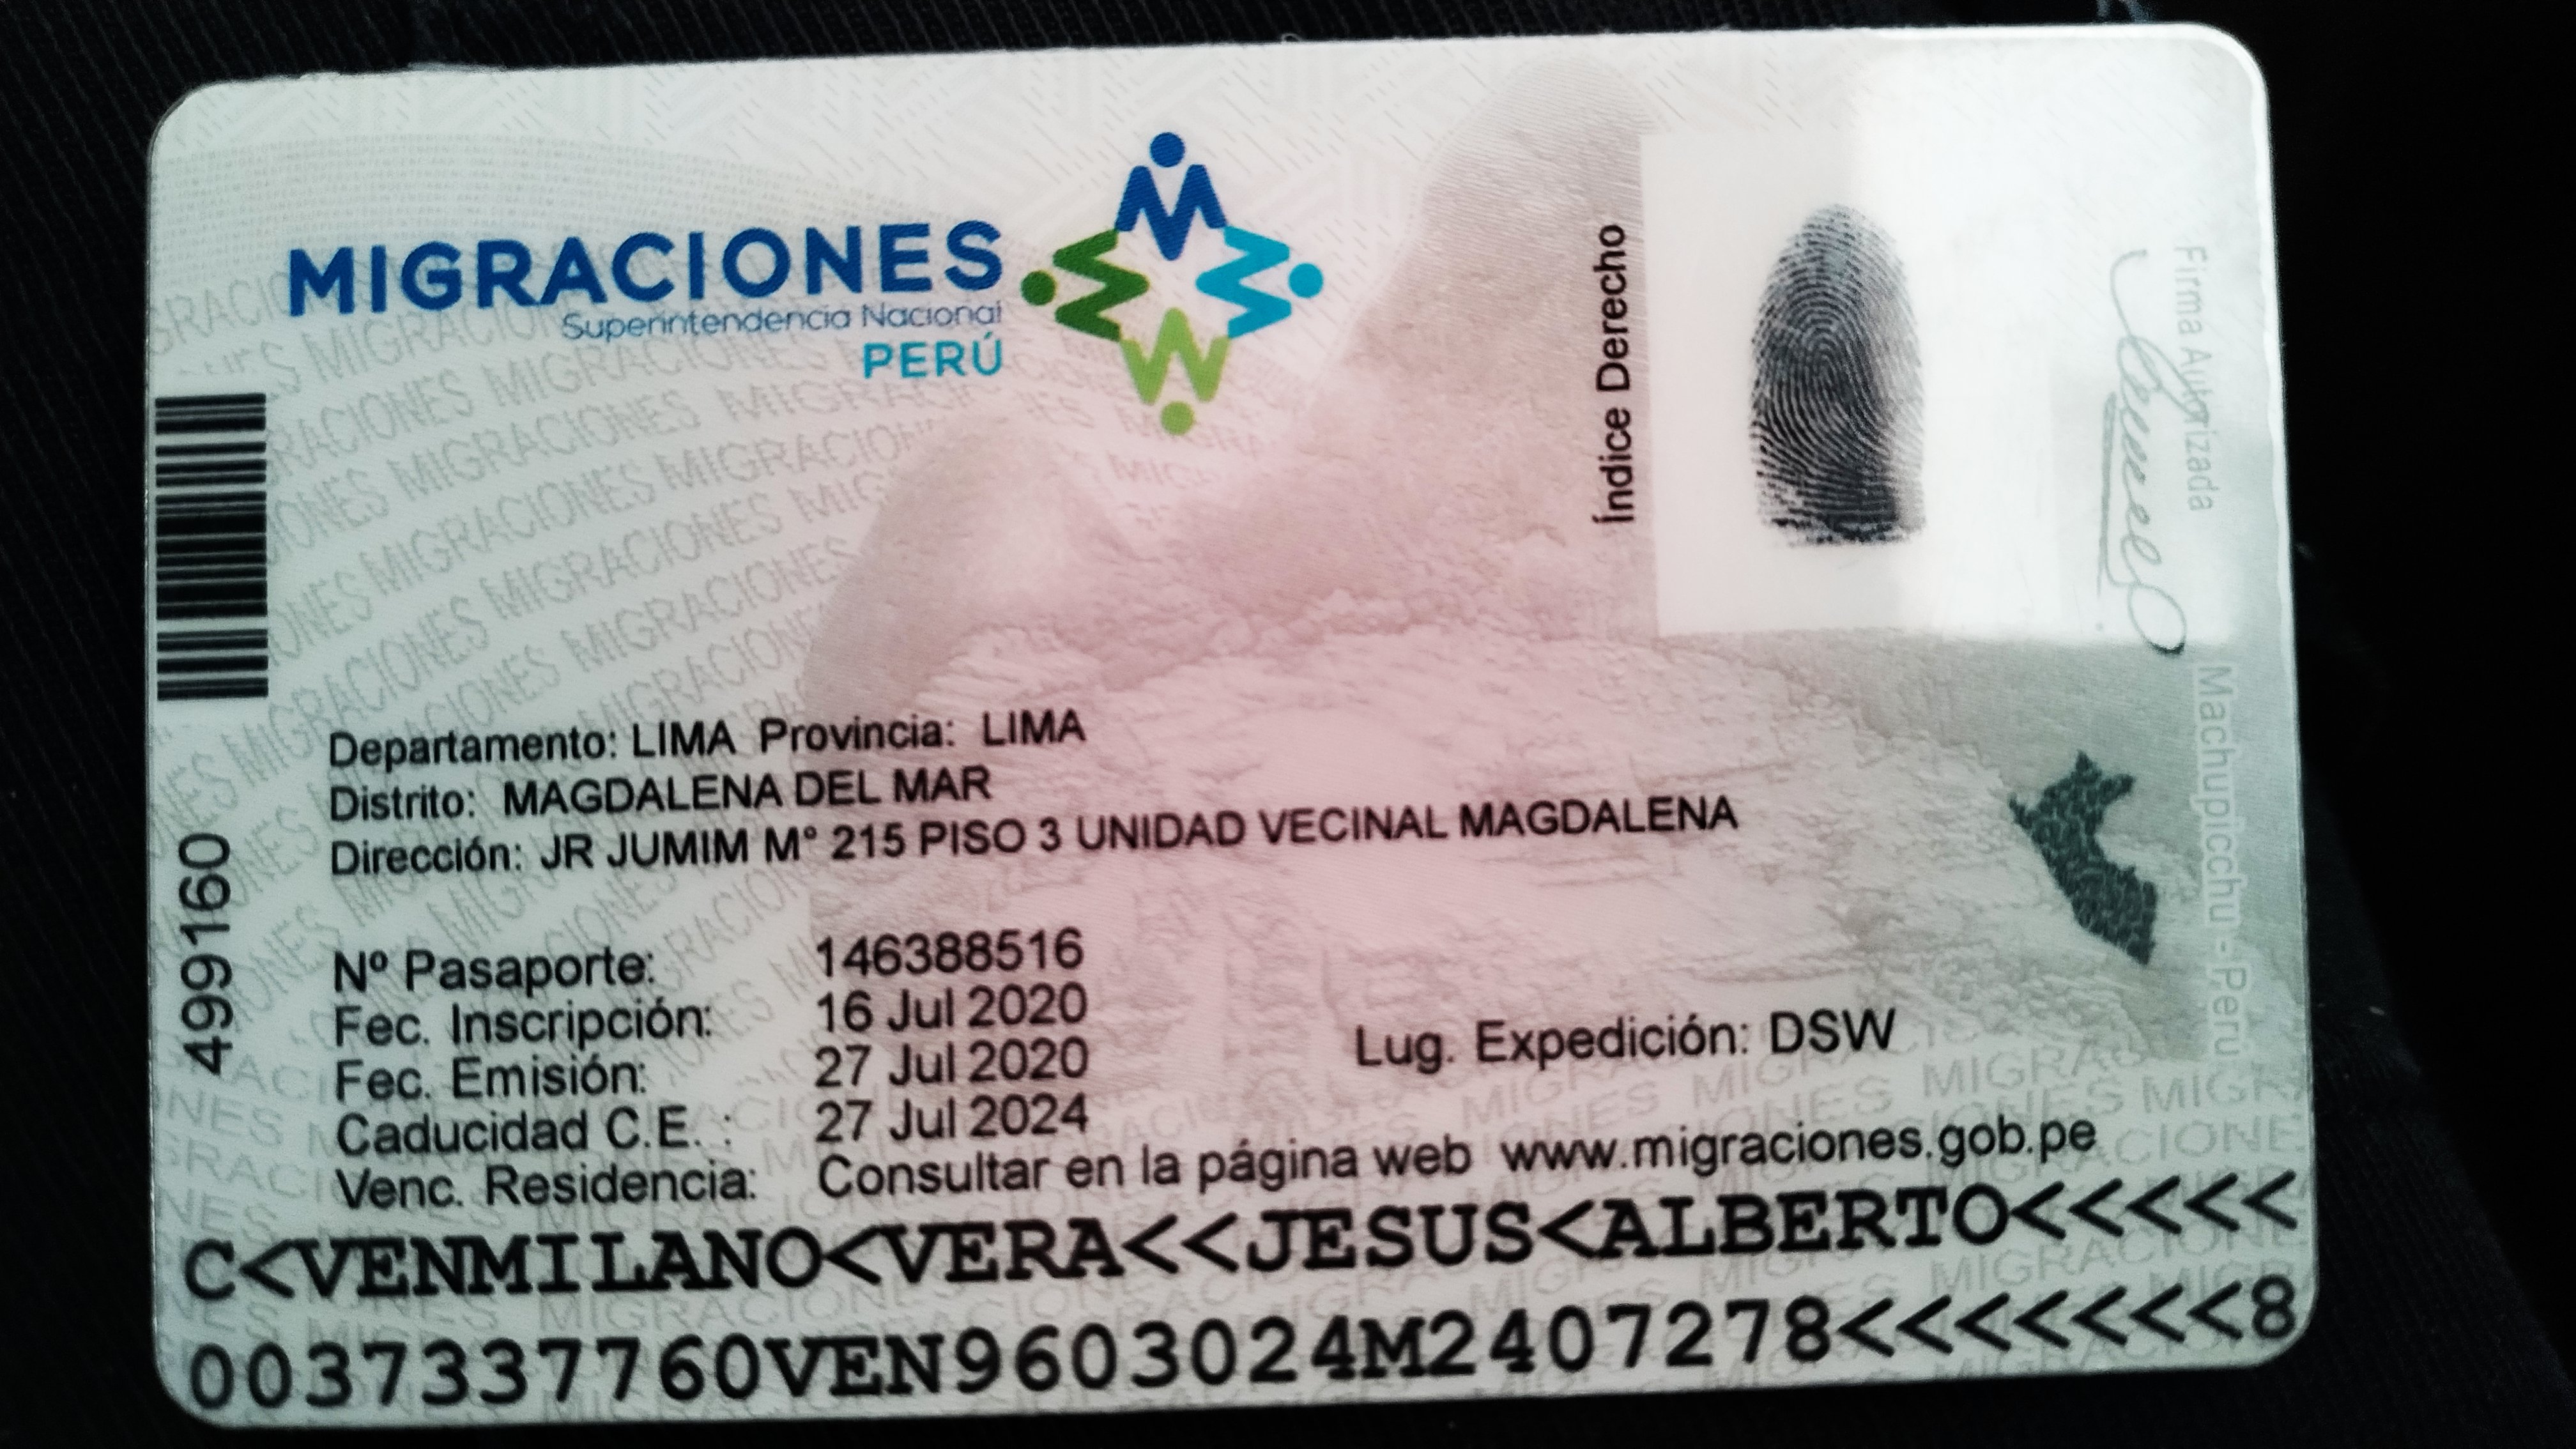 MIGRACIONES
Superintendencia Nacional
PERÚ
Índice Derecho
Firma Autorizada
Machupicchu - Perú
499160
Departamento: LIMA Provincia: LIMA
Distrito: MAGDALENA DEL MAR
Dirección: JR JUMIM M° 215 PISO 3 UNIDAD VECINAL MAGDALENA
Nº Pasaporte: 146388516
Fec. Inscripción: 16 Jul 2020
Fec. Emisión: 27 Jul 2020
Lug. Expedición: DSW
Caducidad C.E. : 27 Jul 2024
Venc. Residencia: Consultar en la página web www.migraciones.gob.pe
C<VENMILANO<VERA<<JESUS<ALBERTO<<<<<
0037337760VEN9603024M2407278<<<<<<<8